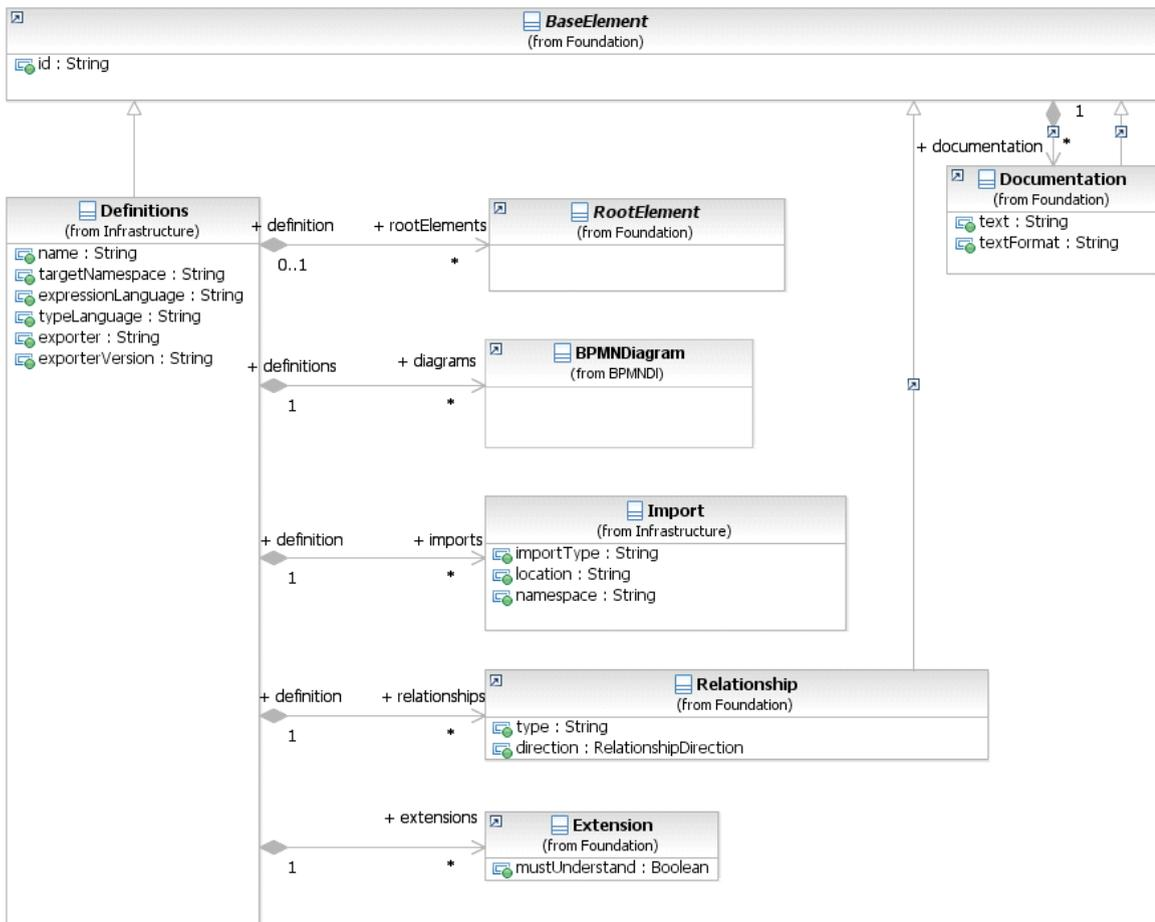 BaseElement
(from Foundation)
id : String
1
*
+ documentation
Documentation
(from Foundation)
text : String
textFormat : String
Definitions
(from Infrastructure)
name : String
targetNamespace : String
expressionLanguage : String
typeLanguage : String
exporter : String
exporterVersion : String
+ definition
+ rootElements
0..1
*
RootElement
(from Foundation)
+ definitions
+ diagrams
1
*
BPMNDiagram
(from BPMNDI)
+ definition
+ imports
1
*
Import
(from Infrastructure)
importType : String
location : String
namespace : String
+ definition
+ relationships
1
*
Relationship
(from Foundation)
type : String
direction : RelationshipDirection
+ extensions
1
*
Extension
(from Foundation)
mustUnderstand : Boolean